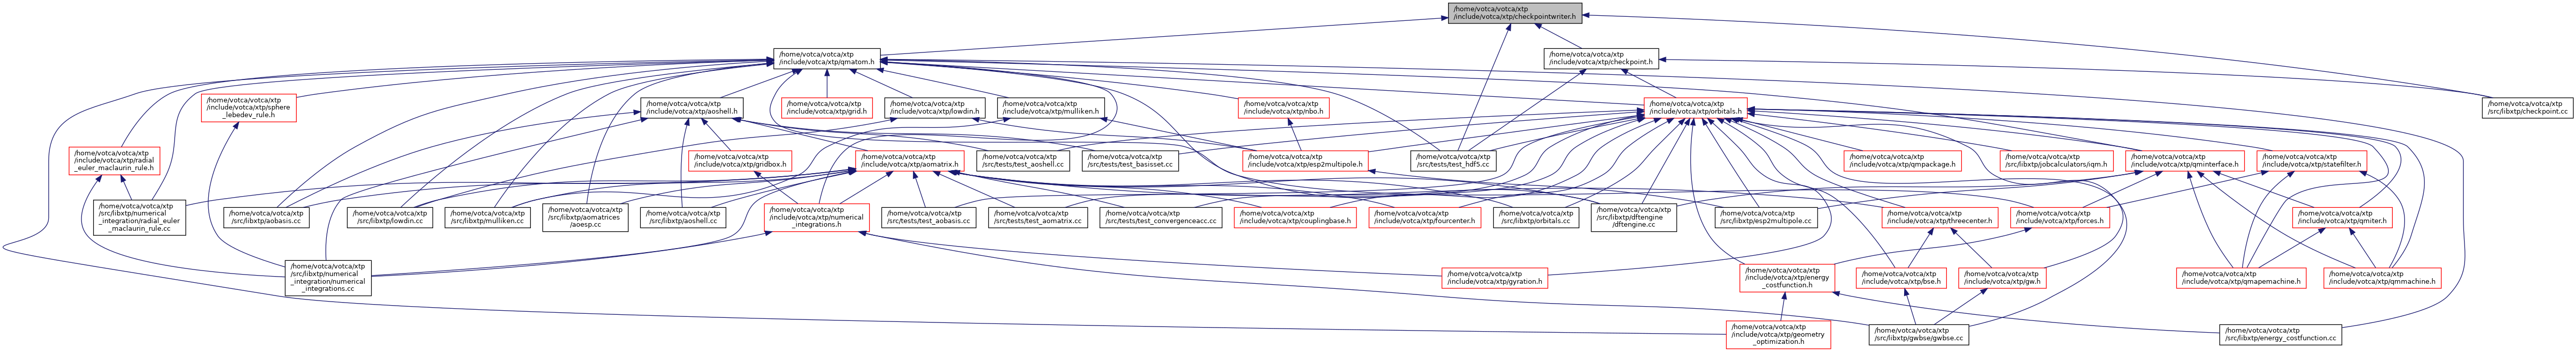 /home/votca/votca/xtp
/include/votca/xtp/checkpointwriter.h
/home/votca/votca/xtp
/include/votca/xtp/qmatom.h
/home/votca/votca/xtp
/include/votca/xtp/checkpoint.h
/home/votca/votca/xtp
/include/votca/xtp/sphere
_lebedev_rule.h
/home/votca/votca/xtp
/include/votca/xtp/aoshell.h
/home/votca/votca/xtp
/include/votca/xtp/grid.h
/home/votca/votca/xtp
/include/votca/xtp/lowdin.h
/home/votca/votca/xtp
/include/votca/xtp/mulliken.h
/home/votca/votca/xtp
/include/votca/xtp/nbo.h
/home/votca/votca/xtp
/include/votca/xtp/orbitals.h
/home/votca/votca/xtp
/src/libxtp/checkpoint.cc
/home/votca/votca/xtp
/include/votca/xtp/radial
_euler_maclaurin_rule.h
/home/votca/votca/xtp
/include/votca/xtp/gridbox.h
/home/votca/votca/xtp
/include/votca/xtp/aomatrix.h
/home/votca/votca/xtp
/src/tests/test_aoshell.cc
/home/votca/votca/xtp
/src/tests/test_basisset.cc
/home/votca/votca/xtp
/include/votca/xtp/esp2multipole.h
/home/votca/votca/xtp
/src/tests/test_hdf5.cc
/home/votca/votca/xtp
/include/votca/xtp/qmpackage.h
/home/votca/votca/xtp
/src/libxtp/jobcalculators/iqm.h
/home/votca/votca/xtp
/include/votca/xtp/qminterface.h
/home/votca/votca/xtp
/include/votca/xtp/statefilter.h
/home/votca/votca/xtp
/src/libxtp/numerical
_integration/radial_euler
_maclaurin_rule.cc
/home/votca/votca/xtp
/src/libxtp/aobasis.cc
/home/votca/votca/xtp
/src/libxtp/lowdin.cc
/home/votca/votca/xtp
/src/libxtp/mulliken.cc
/home/votca/votca/xtp
/src/libxtp/aomatrices
/aoesp.cc
/home/votca/votca/xtp
/src/libxtp/aoshell.cc
/home/votca/votca/xtp
/include/votca/xtp/numerical
_integrations.h
/home/votca/votca/xtp
/src/tests/test_aobasis.cc
/home/votca/votca/xtp
/src/tests/test_aomatrix.cc
/home/votca/votca/xtp
/src/tests/test_convergenceacc.cc
/home/votca/votca/xtp
/include/votca/xtp/couplingbase.h
/home/votca/votca/xtp
/include/votca/xtp/fourcenter.h
/home/votca/votca/xtp
/src/libxtp/orbitals.cc
/home/votca/votca/xtp
/src/libxtp/dftengine
/dftengine.cc
/home/votca/votca/xtp
/src/libxtp/esp2multipole.cc
/home/votca/votca/xtp
/include/votca/xtp/threecenter.h
/home/votca/votca/xtp
/include/votca/xtp/forces.h
/home/votca/votca/xtp
/include/votca/xtp/qmiter.h
/home/votca/votca/xtp
/src/libxtp/numerical
_integration/numerical
_integrations.cc
/home/votca/votca/xtp
/include/votca/xtp/gyration.h
/home/votca/votca/xtp
/include/votca/xtp/energy
_costfunction.h
/home/votca/votca/xtp
/include/votca/xtp/bse.h
/home/votca/votca/xtp
/include/votca/xtp/gw.h
/home/votca/votca/xtp
/include/votca/xtp/qmapemachine.h
/home/votca/votca/xtp
/include/votca/xtp/qmmachine.h
/home/votca/votca/xtp
/include/votca/xtp/geometry
_optimization.h
/home/votca/votca/xtp
/src/libxtp/gwbse/gwbse.cc
/home/votca/votca/xtp
/src/libxtp/energy_costfunction.cc